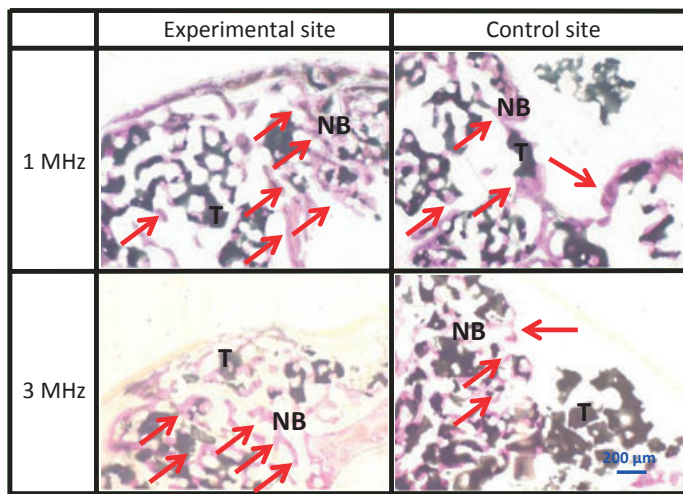 Experimental site
Control site
1 MHz
NB
T
NB
T
3 MHz
T
NB
NB
T
200 µm